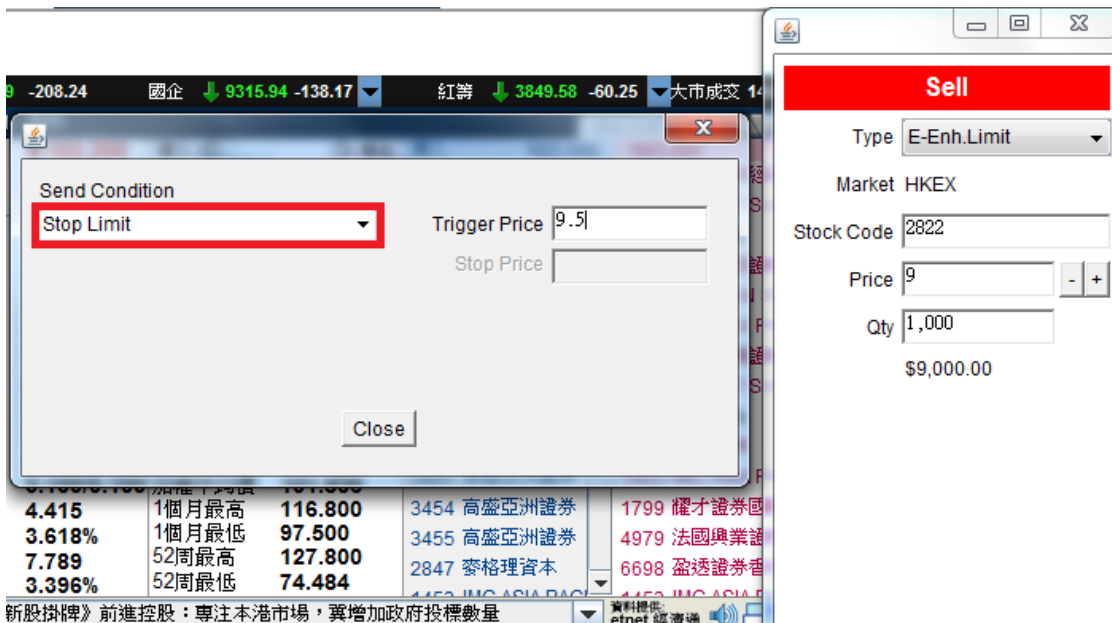 9 -208.24 國企 9315.94 -138.17 紅籌 3849.58 -60.25 大市成交 14
Send Condition
Stop Limit
Trigger Price 9.5
Stop Price
Close
Sell
Type E-Enh.Limit
Market HKEX
Stock Code 2822
Price 9 - +
Qty 1,000
$9,000.00
4.415 1個月最高 116.800 3454 高盛亞洲證券 1799 耀才證券國
3.618% 1個月最低 97.500 3455 高盛亞洲證券 4979 法國興業證
7.789 52周最高 127.800 2847 麥格理資本 6698 盈透證券香
3.396% 52周最低 74.484
新股掛牌》前進控股：專注本港市場，冀增加政府投標數量 資料提供:
etnet 經濟通